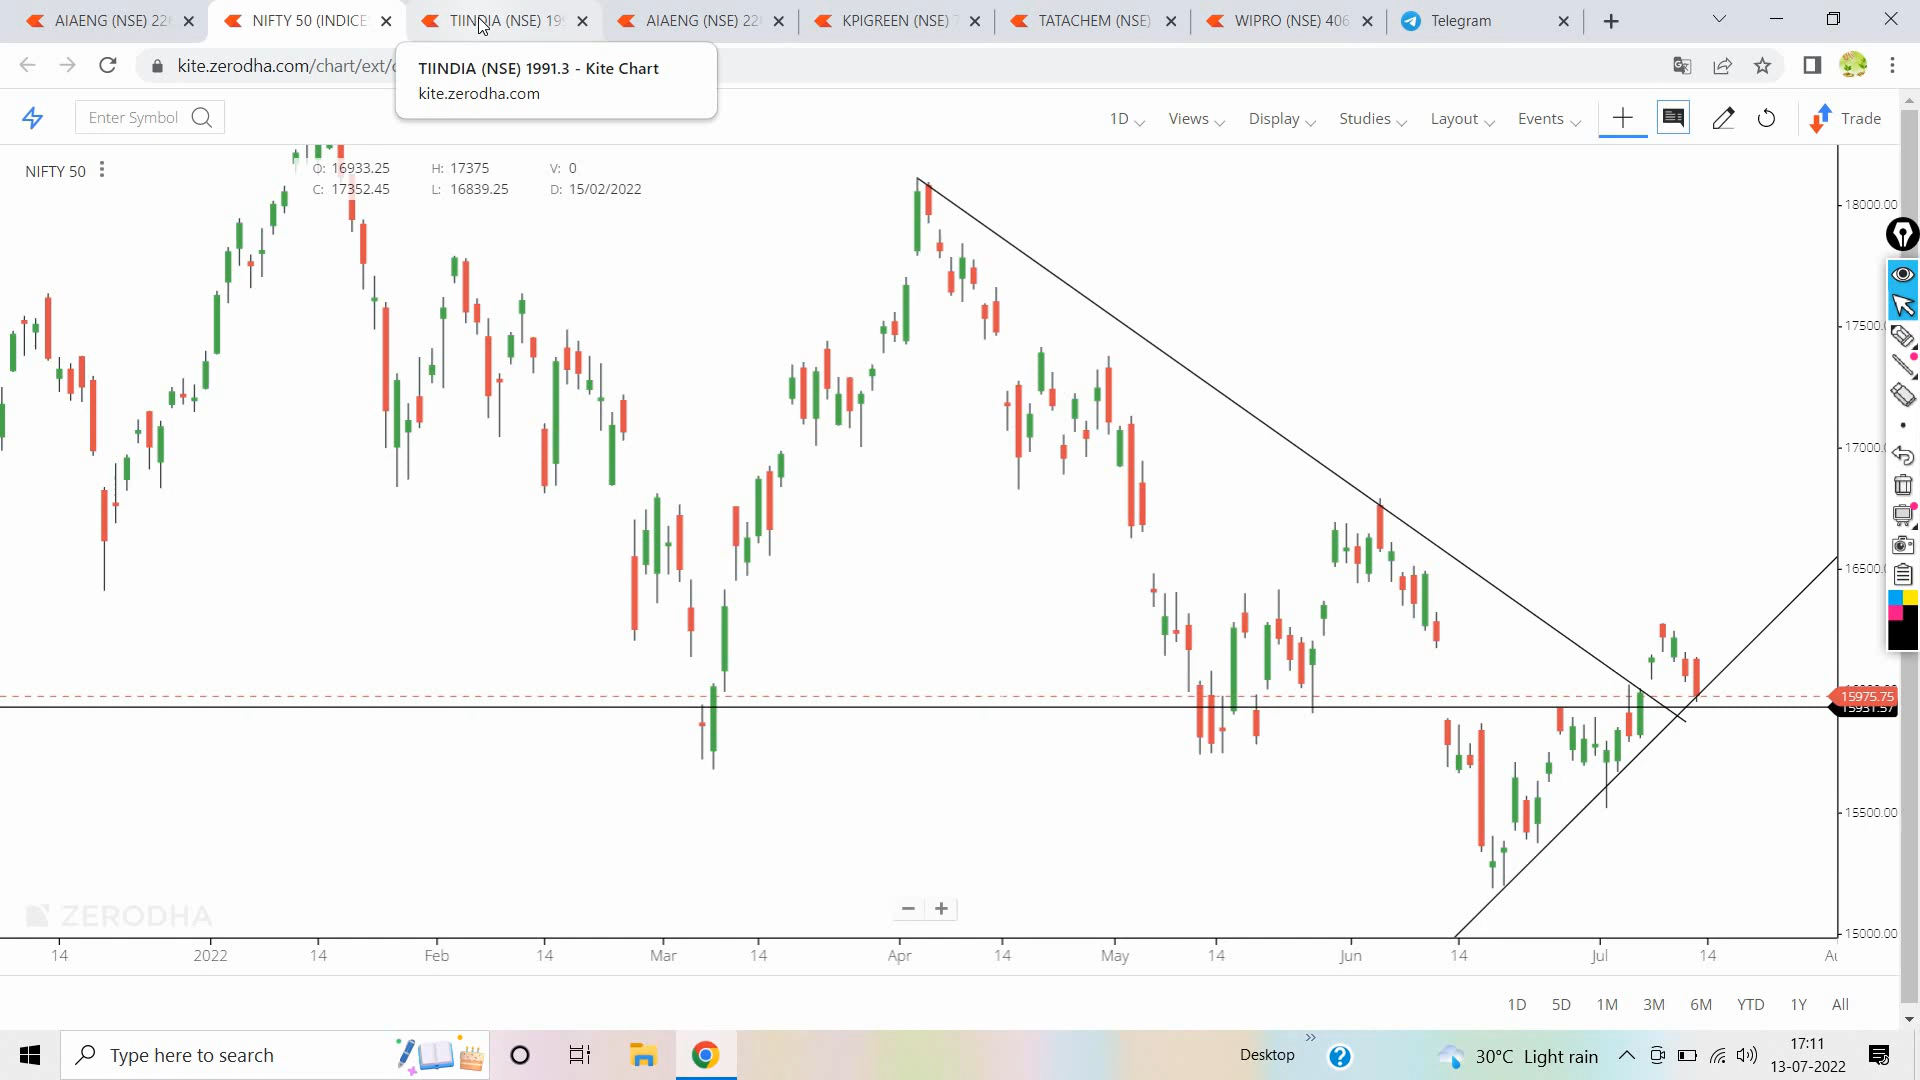 AIAENG (NSE) 22
NIFTY 50 (INDICE
TIINDIA (NSE) 19
AIAENG (NSE) 22
KPIGREEN (NSE) 7
TATACHEM (NSE)
WIPRO (NSE) 406
Telegram
kite.zerodha.com/chart/ext/
TIINDIA (NSE) 1991.3 - Kite Chart
kite.zerodha.com
Enter Symbol
1D
Views
Display
Studies
Layout
Events
Trade
NIFTY 50
O: 16933.25 H: 17375 V: 0
C: 17352.45 L: 16839.25 D: 15/02/2022
18000.00
17500.
17000.
16500.
15975.75
15931.57
15500.00
15000.00
ZERODHA
14 2022 14 Feb 14 Mar 14 Apr 14 May 14 Jun 14 Jul 14
1D 5D 1M 3M 6M YTD 1Y All
Type here to search
Desktop
30°C Light rain
17:11
13-07-2022